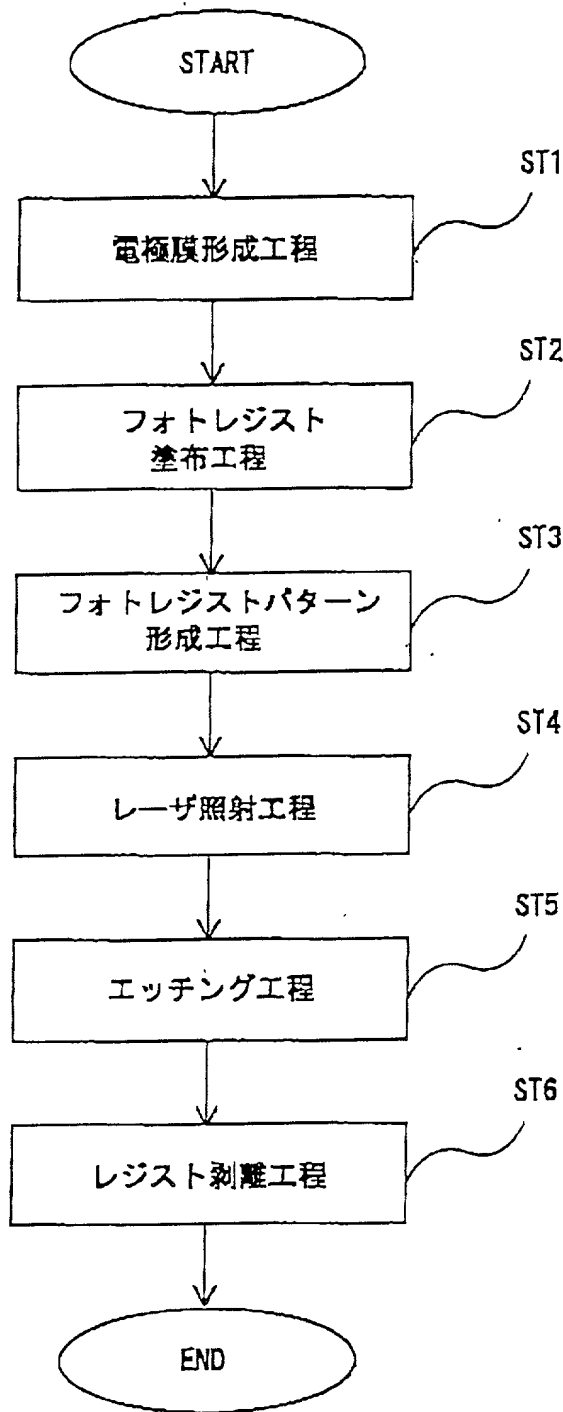 START
ST1
電極膜形成工程
ST2
フォトレジスト
塗布工程
ST3
フォトレジストパターン
形成工程
ST4
レーザ照射工程
ST5
エッチング工程
ST6
レジスト剥離工程
END